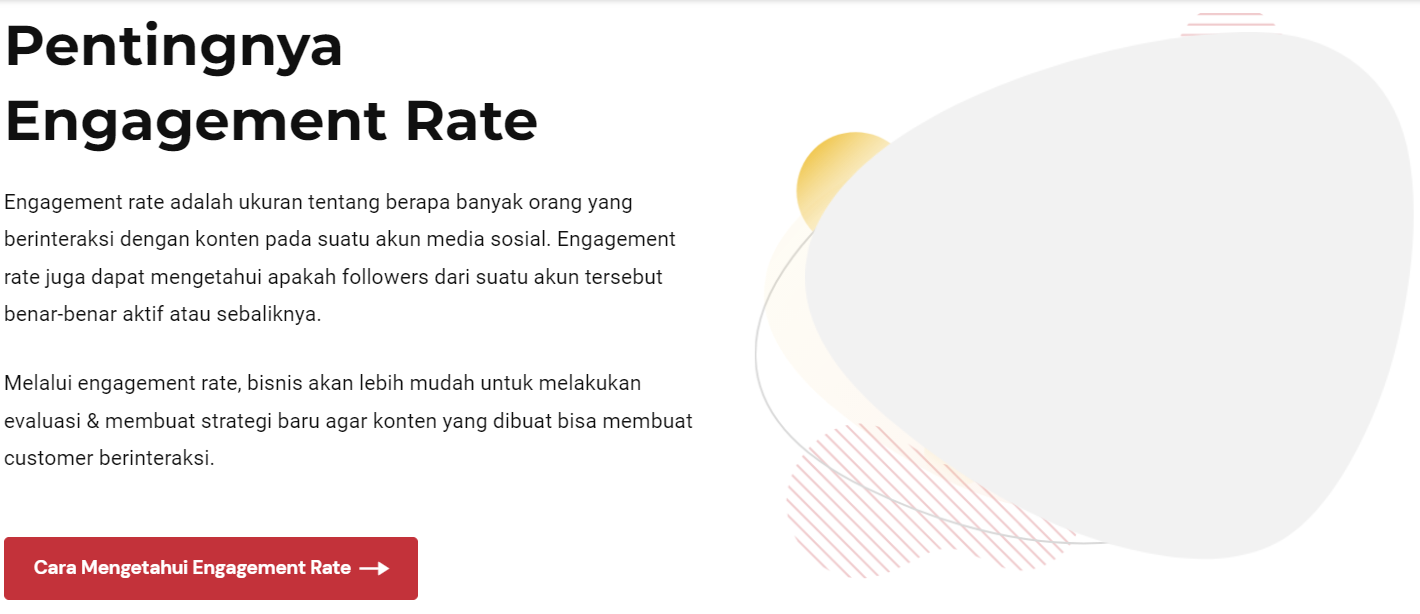 Pentingnya
Engagement Rate
Engagement rate adalah ukuran tentang berapa banyak orang yang
berinteraksi dengan konten pada suatu akun media sosial. Engagement
rate juga dapat mengetahui apakah followers dari suatu akun tersebut
benar-benar aktif atau sebaliknya.
Melalui engagement rate, bisnis akan lebih mudah untuk melakukan
evaluasi & membuat strategi baru agar konten yang dibuat bisa membuat
customer berinteraksi.
Cara Mengetahui Engagement Rate